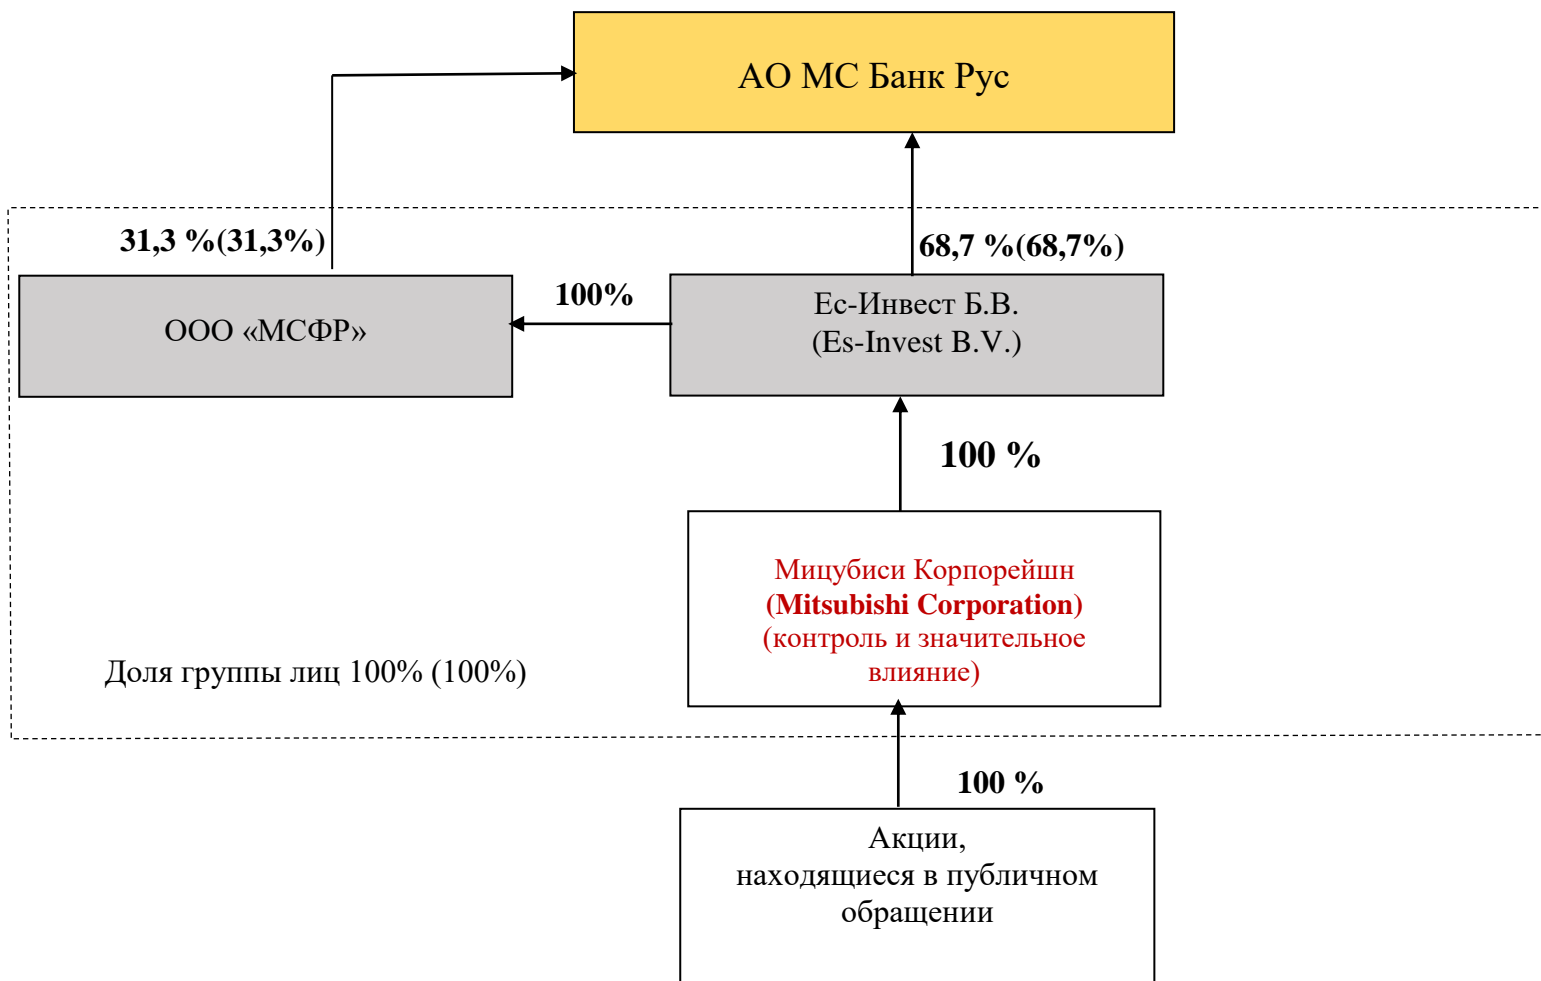 АО МС Банк Рус
31,3 %(31,3%)
68,7 %(68,7%)
ООО «МСФР»
100%
Ес-Инвест Б.В.
(Es-Invest B.V.)
100 %
Мицубиси Корпорейшн
(Mitsubishi Corporation)
(контроль и значительное
влияние)
Доля группы лиц 100% (100%)
100 %
Акции,
находящиеся в публичном
обращении